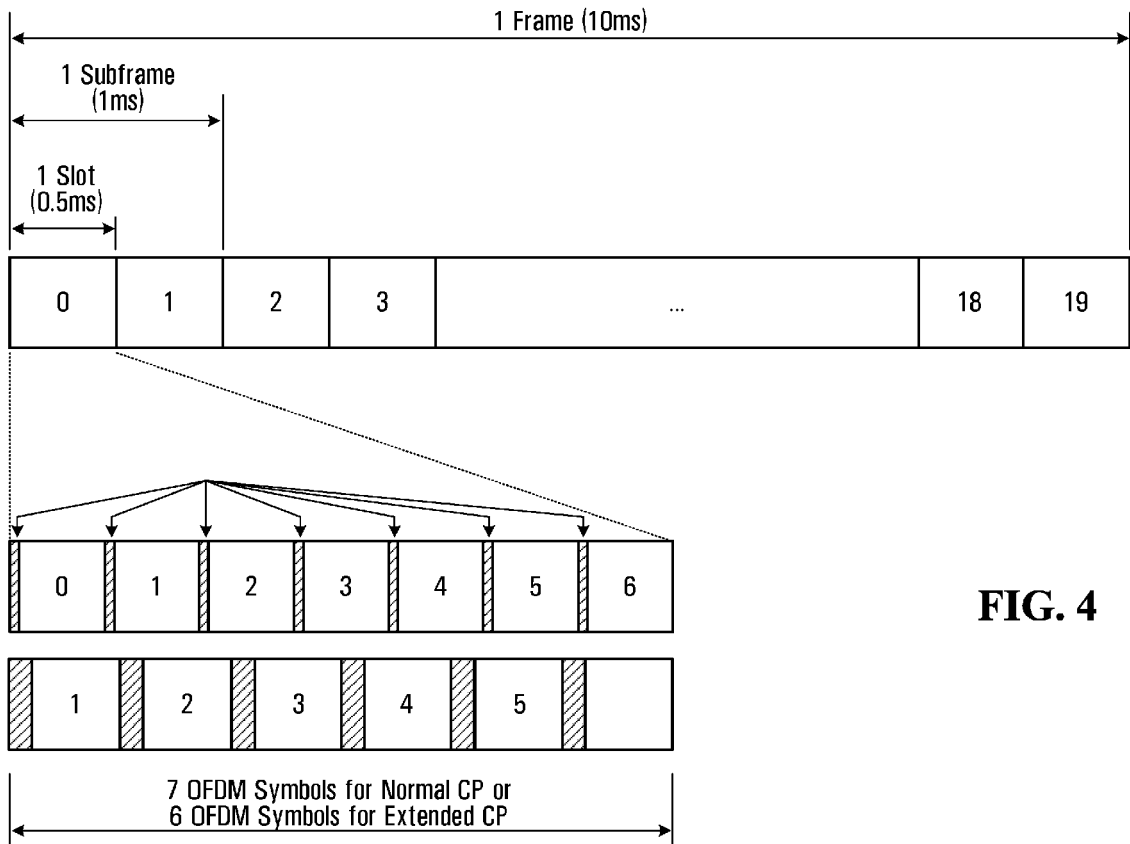 1 Frame (10ms)
1 Subframe
(1ms)
1 Slot
(0.5ms)
0 1 2 3 ... 18 19
0 1 2 3 4 5 6
FIG. 4
1 2 3 4 5
7 OFDM Symbols for Normal CP or
6 OFDM Symbols for Extended CP